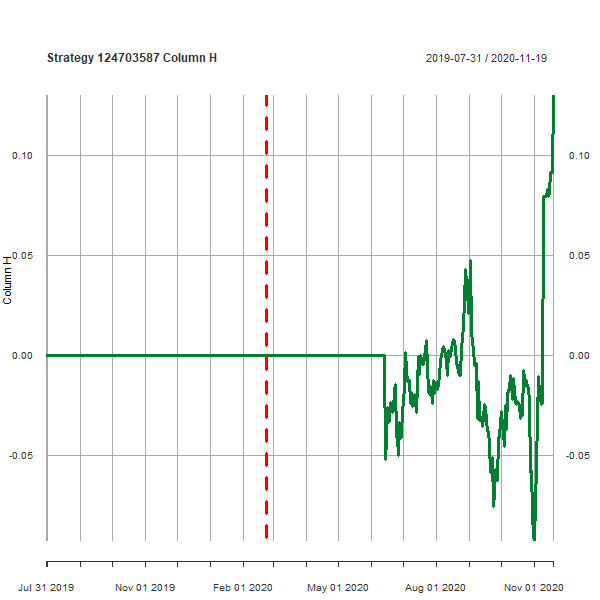 Strategy 124703587 Column H
2019-07-31 / 2020-11-19
0.10
0.10
0.05
0.05
Column H
0.00
0.00
-0.05
-0.05
Jul 31 2019
Nov 01 2019
Feb 01 2020
May 01 2020
Aug 01 2020
Nov 01 2020